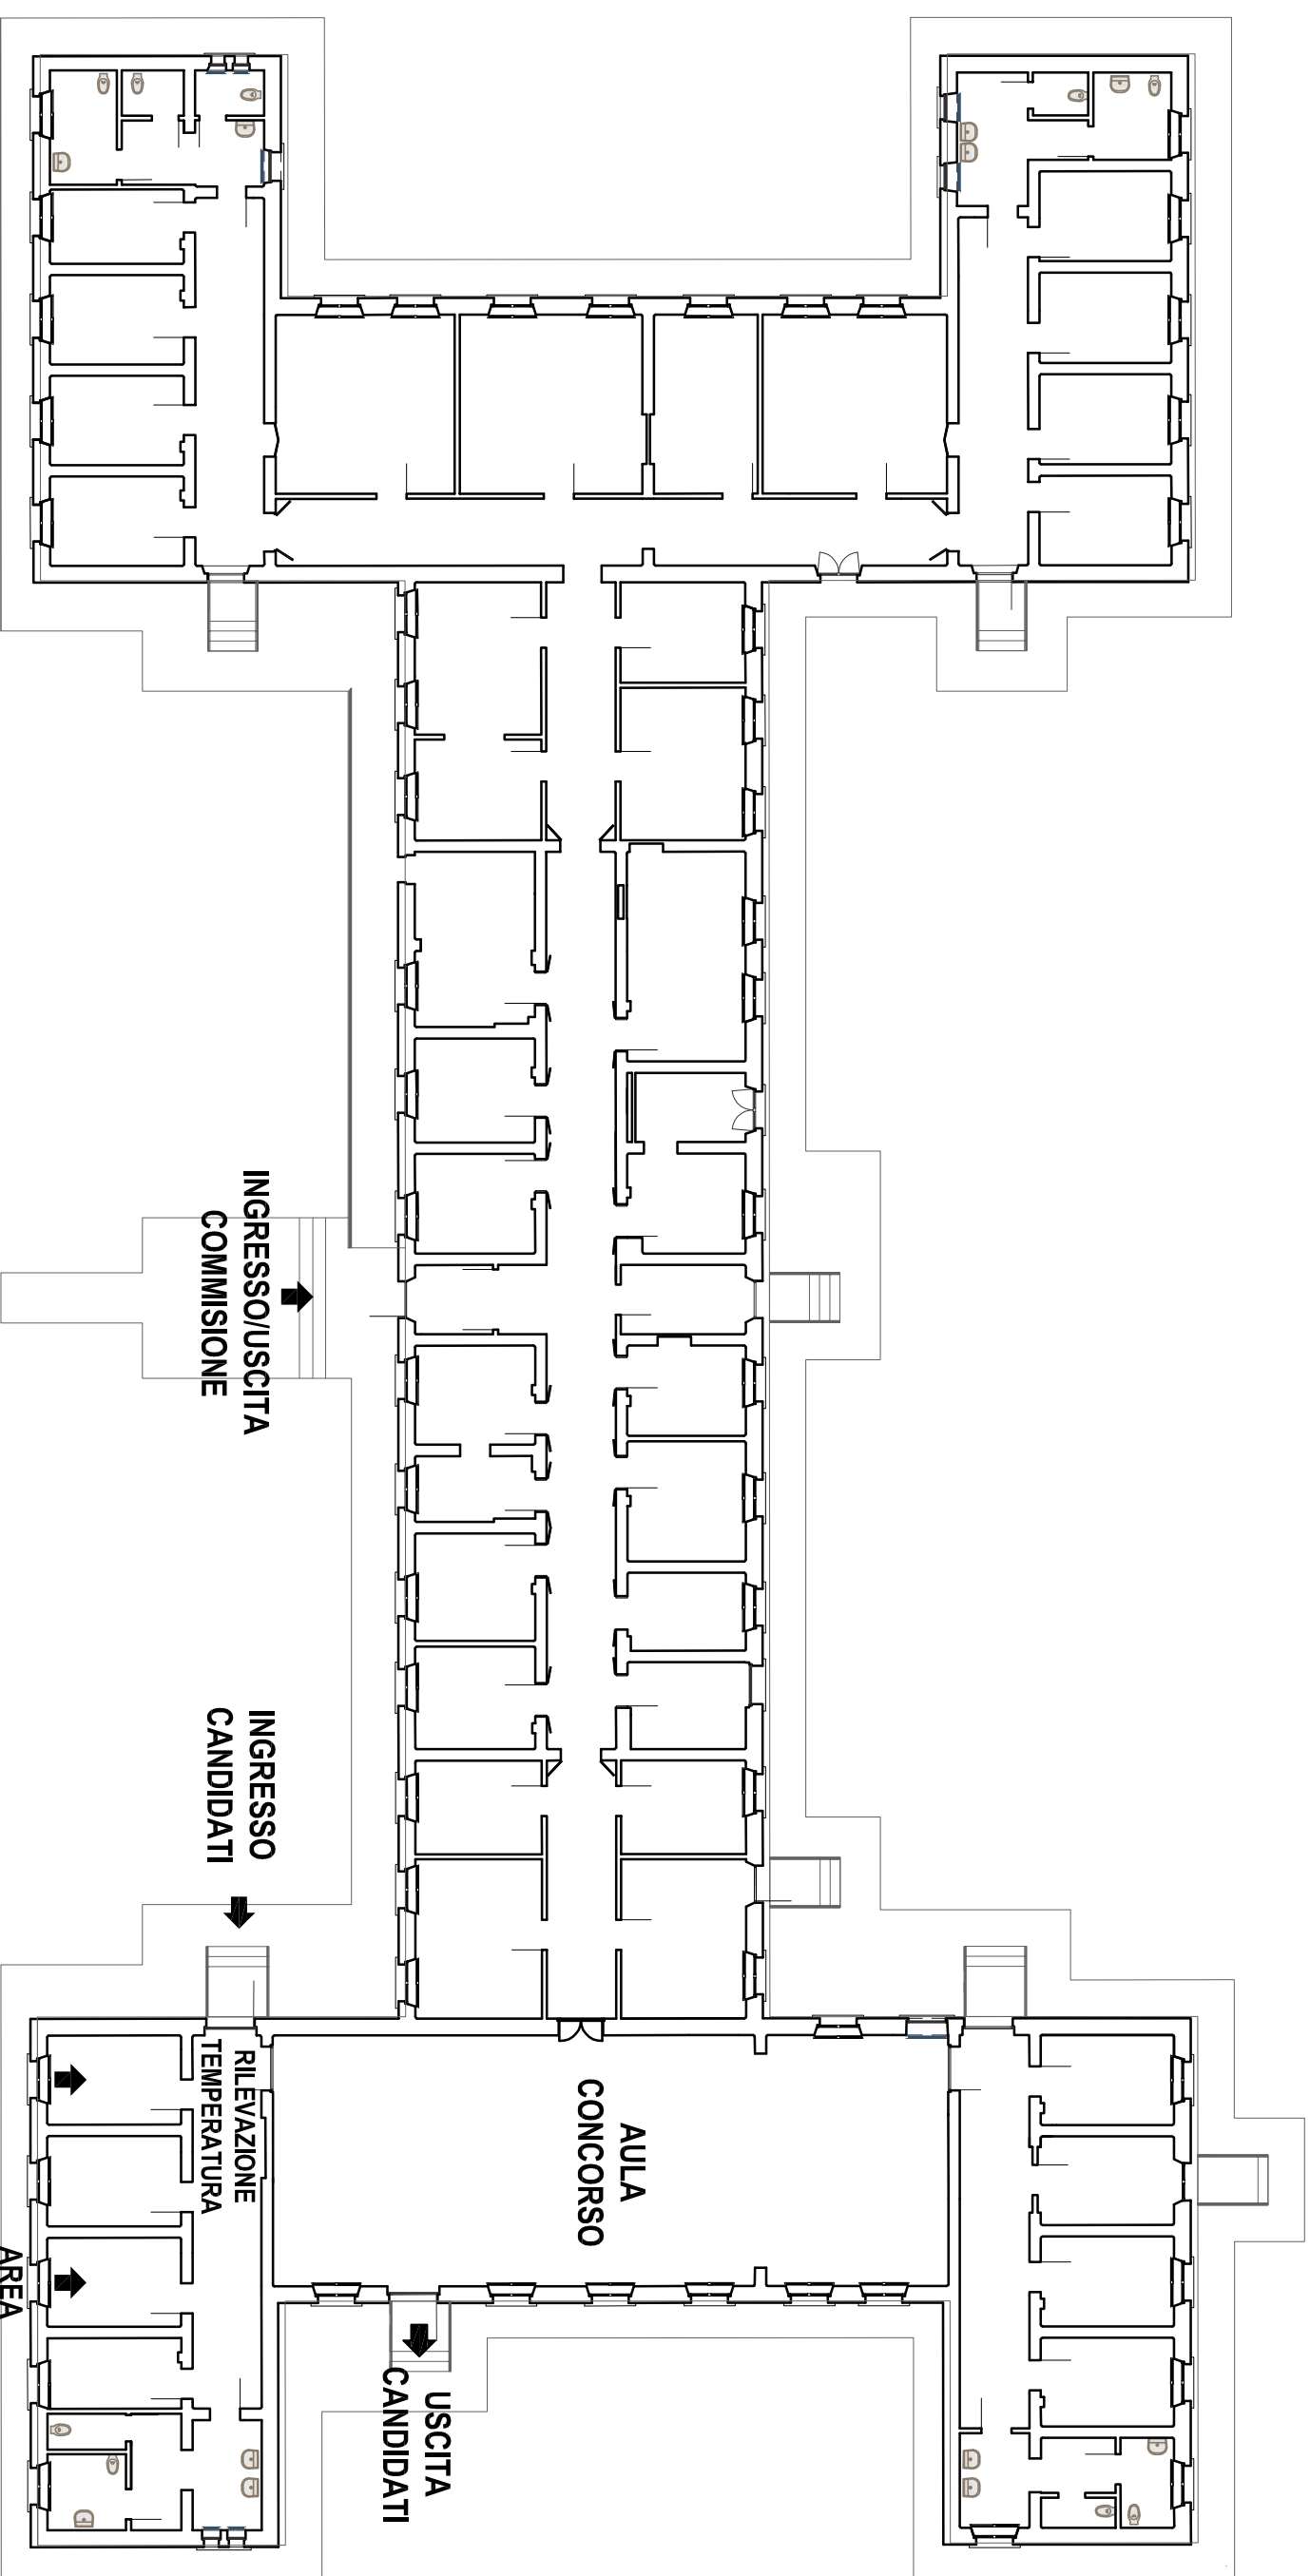 INGRESSO/USCITA
COMMISIONE
INGRESSO
CANDIDATI
RILEVAZIONE
TEMPERATURA
AULA
CONCORSO
AREA
USCITA
CANDIDATI